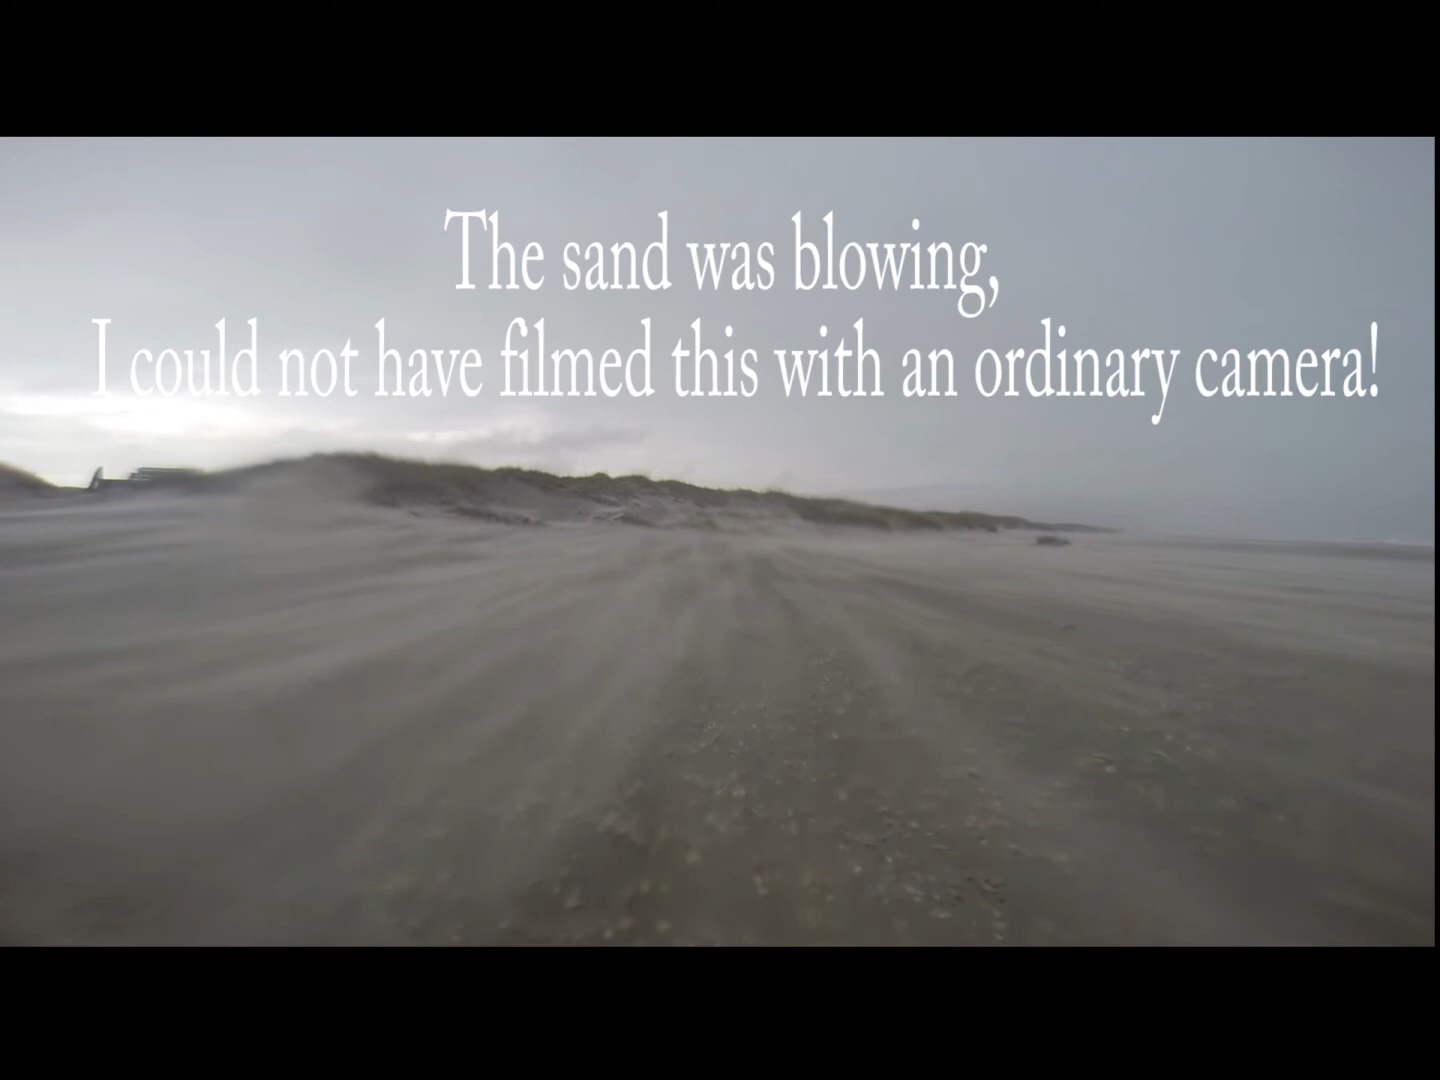 The sand was blowing,
I could not have filmed this with an ordinary camera!